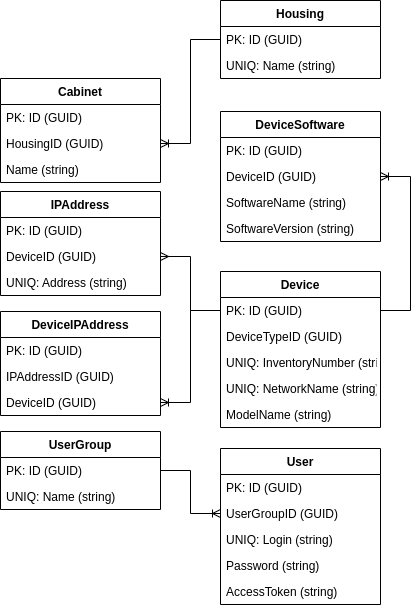 Housing
PK: ID (GUID)
UNIQ: Name (string)
Cabinet
PK: ID (GUID)
HousingID (GUID)
Name (string)
DeviceSoftware
PK: ID (GUID)
DeviceID (GUID)
SoftwareName (string)
SoftwareVersion (string)
IPAddress
PK: ID (GUID)
DeviceID (GUID)
UNIQ: Address (string)
Device
PK: ID (GUID)
DeviceTypeID (GUID)
UNIQ: InventoryNumber (stri
UNIQ: NetworkName (string)
ModelName (string)
DeviceIPAddress
PK: ID (GUID)
IPAddressID (GUID)
DeviceID (GUID)
UserGroup
PK: ID (GUID)
UNIQ: Name (string)
User
PK: ID (GUID)
UserGroupID (GUID)
UNIQ: Login (string)
Password (string)
AccessToken (string)